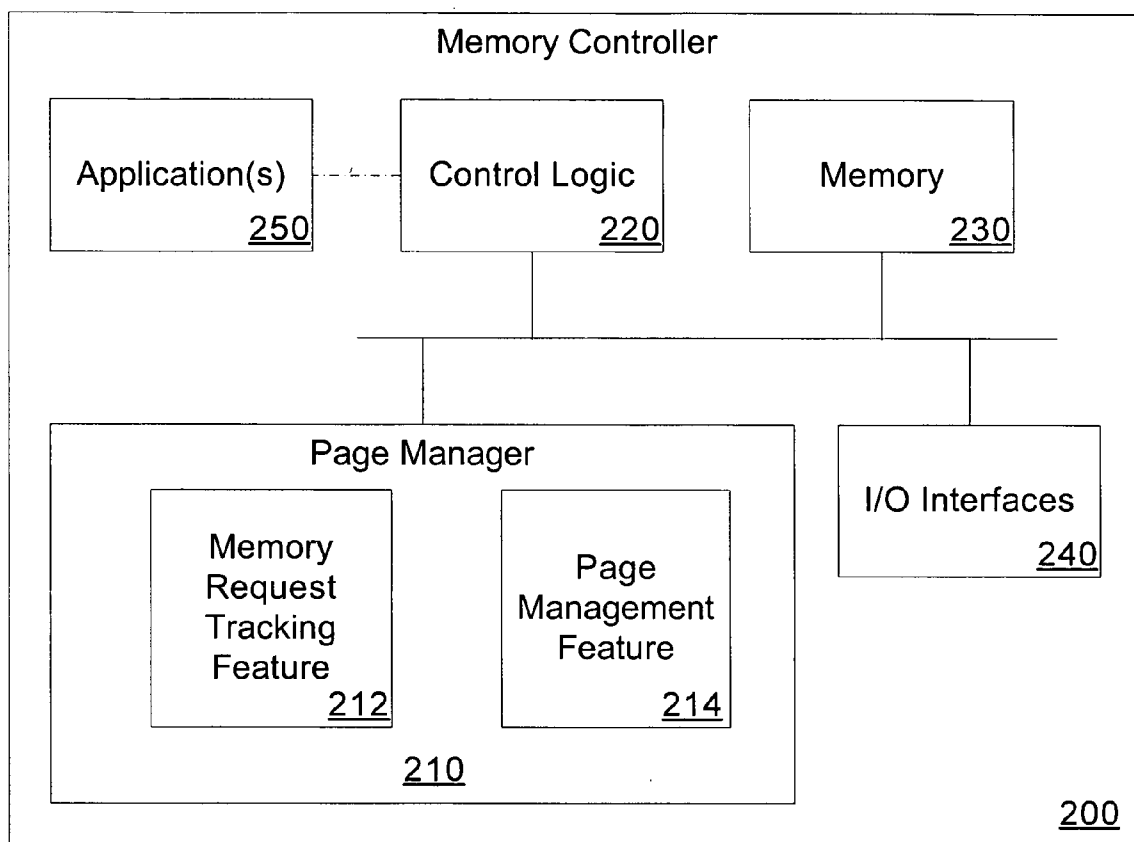 Memory Controller
Application(s)
250
Control Logic
220
Memory
230
Page Manager
Memory
Request
Tracking
Feature
212
Page
Management
Feature
214
210
I/O Interfaces
240
200